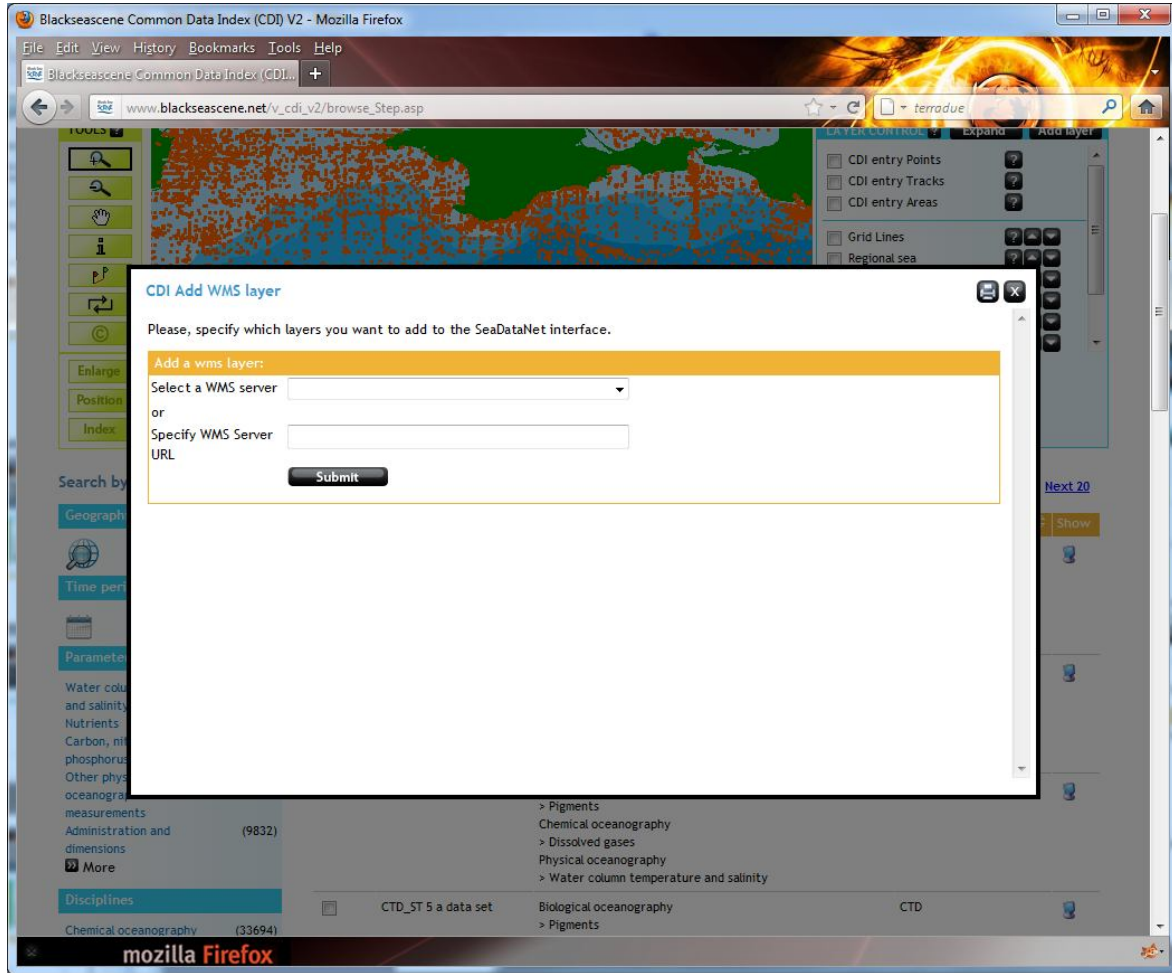 Blackseascene Common Data Index (CDI) V2 - Mozilla Firefox
File Edit View History Bookmarks Tools Help
Blackseascene Common Data Index (CDI...
www.blackseascene.net/v_cdi_v2/browse_Step.asp
terradue
TOOLS ?
LAYER CONTROL ? Expand Add layer
CDI entry Points ?
CDI entry Tracks ?
CDI entry Areas ?
Grid Lines ?
Regional sea ?
Enlarge
Position
Index
CDI Add WMS layer
Please, specify which layers you want to add to the SeaDataNet interface.
Add a wms layer:
Select a WMS server
or
Specify WMS Server
URL
Submit
Search by
Next 20
Geograph
Show
Time peri
Paramete
Water colu
and salinity
Nutrients
Carbon, nit
phosphorus
Other phys
oceanogra
measurements
Administration and
dimensions
(9832)
More
Disciplines
Chemical oceanography (33694)
> Pigments
Chemical oceanography
> Dissolved gases
Physical oceanography
> Water column temperature and salinity
CTD_ST 5 a data set
Biological oceanography
> Pigments
CTD
mozilla Firefox